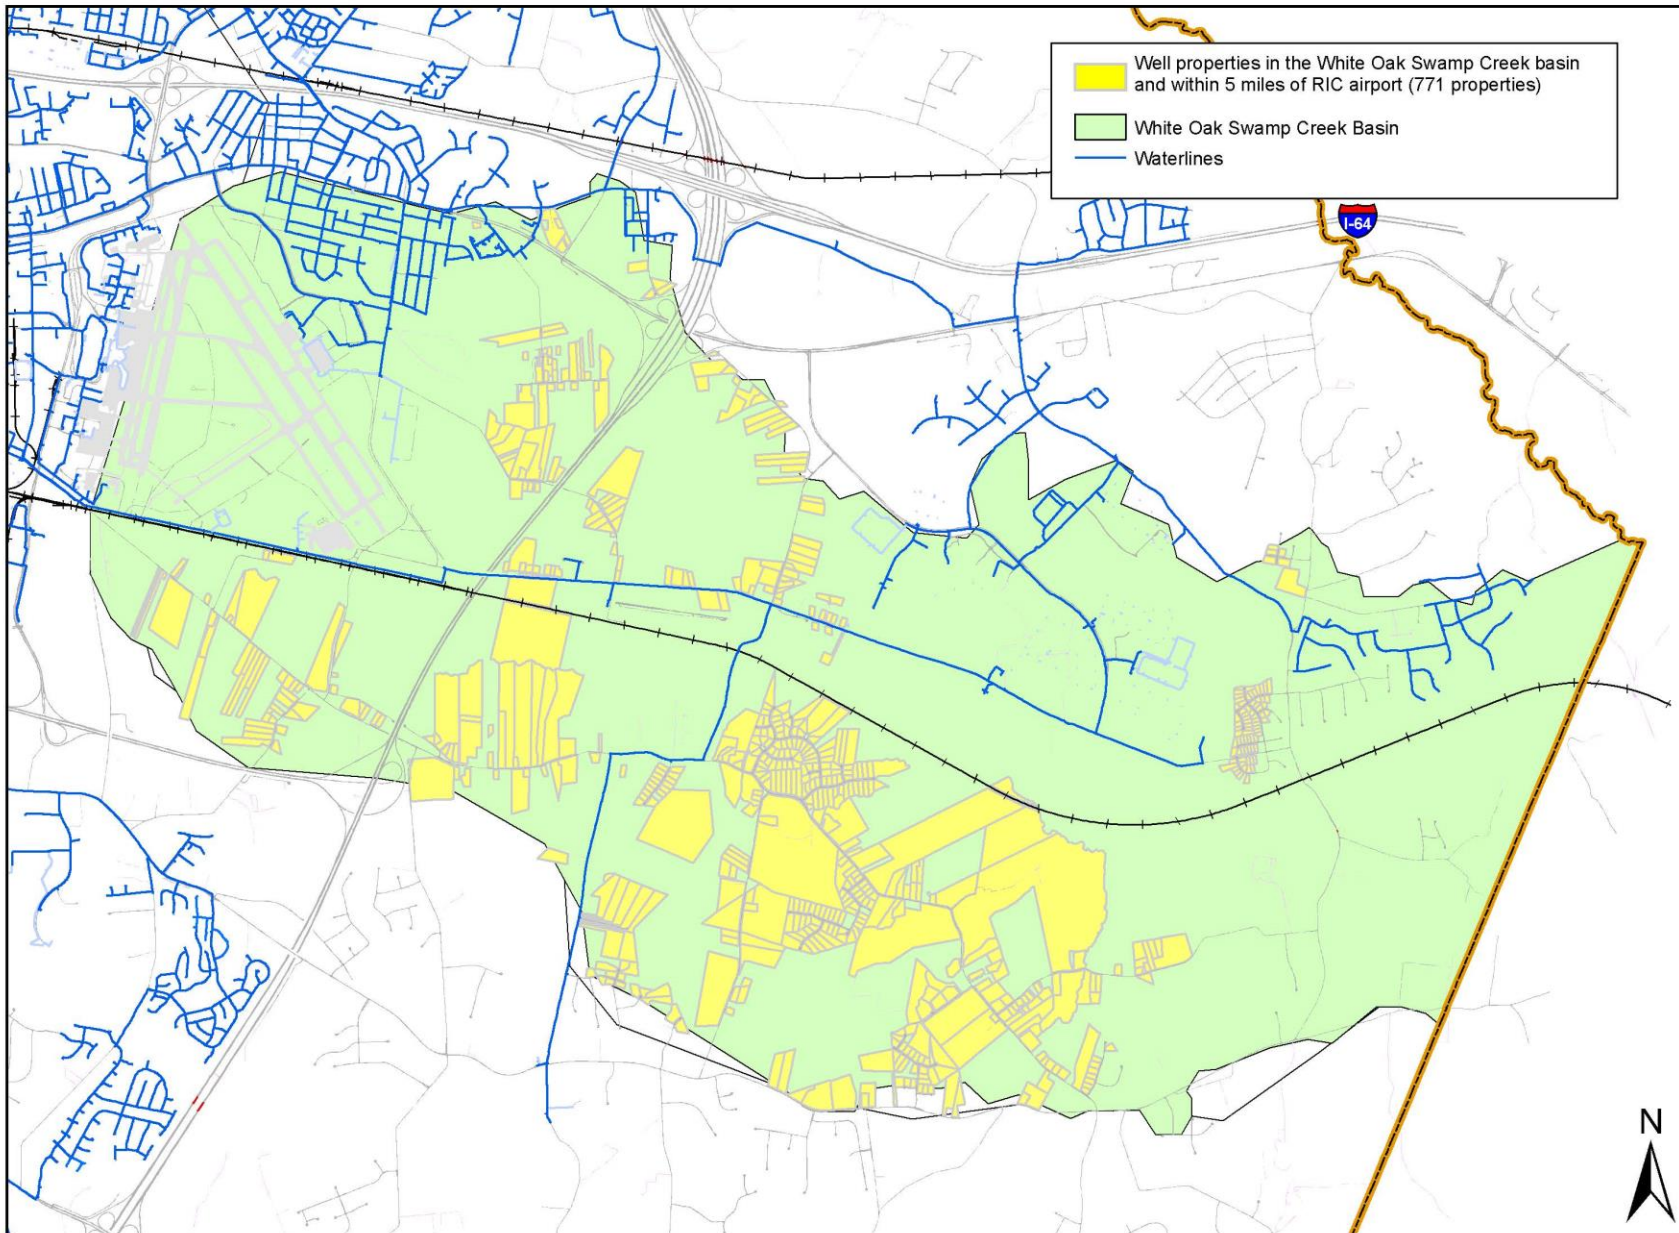 Well properties in the White Oak Swamp Creek basin
and within 5 miles of RIC airport (771 properties)
White Oak Swamp Creek Basin
Waterlines
I-64
N